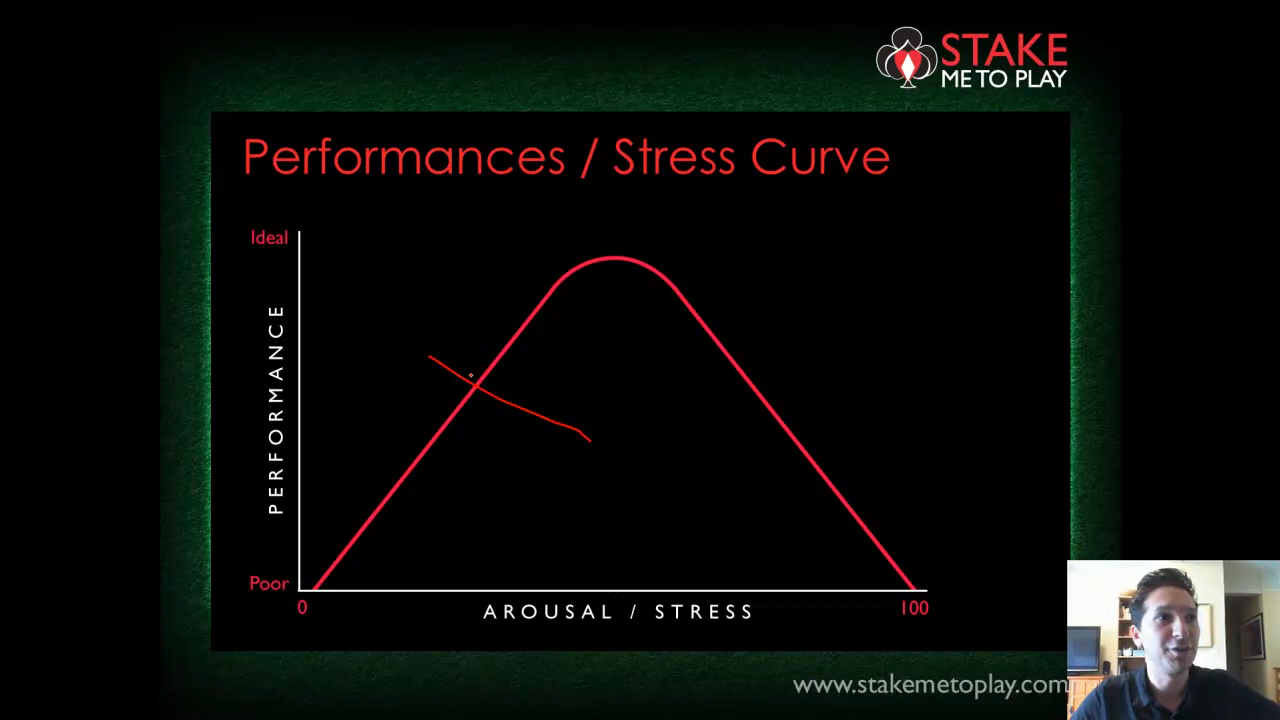 STAKE
ME TO PLAY
Performances / Stress Curve
Ideal
PERFORMANCE
Poor
0
AROUSAL / STRESS
100
www.stakemetoplay.com